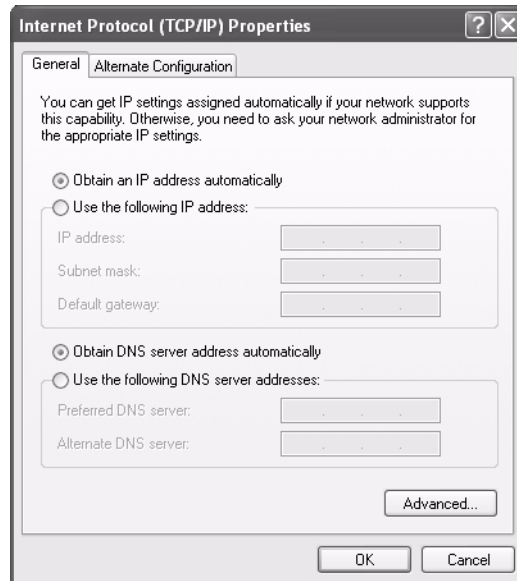 Internet Protocol (TCP/IP) Properties
General
Alternate Configuration
You can get IP settings assigned automatically if your network supports
this capability. Otherwise, you need to ask your network administrator for
the appropriate IP settings.
Obtain an IP address automatically
Use the following IP address:
IP address:
Subnet mask:
Default gateway:
Obtain DNS server address automatically
Use the following DNS server addresses:
Preferred DNS server:
Alternate DNS server:
Advanced...
OK
Cancel